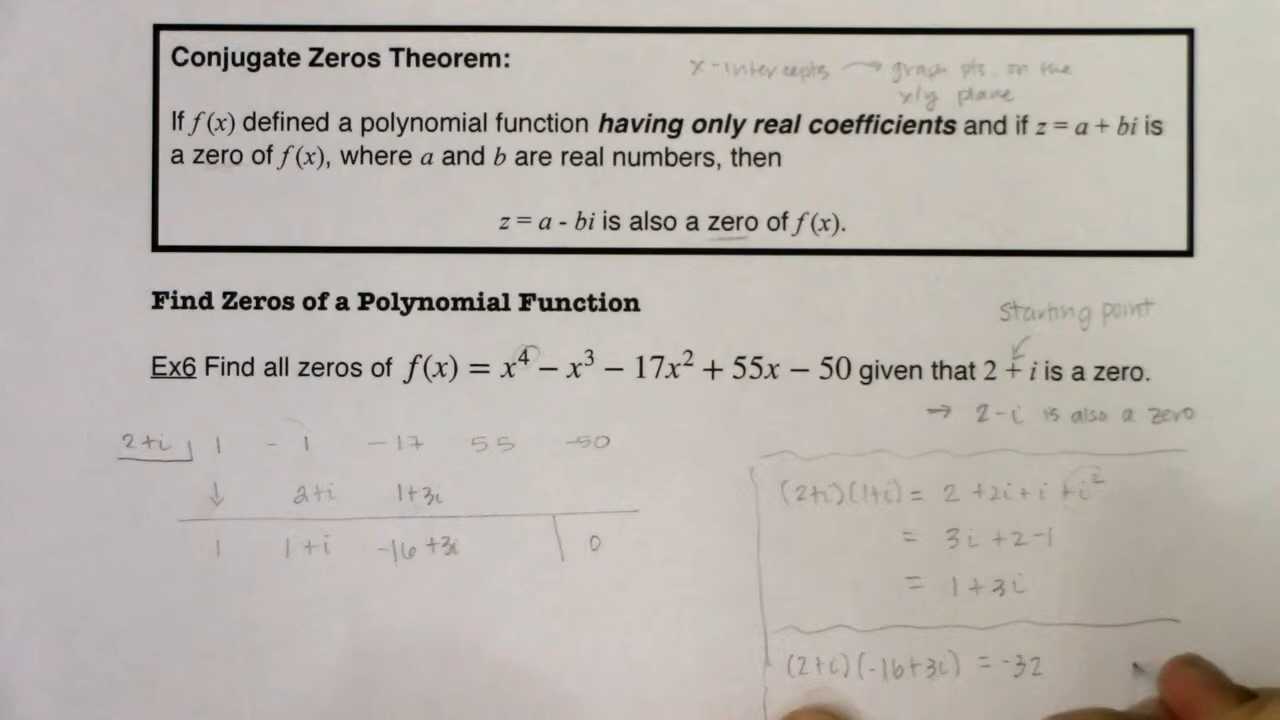 Conjugate Zeros Theorem:
x-intercepts → graph pts. on the
x/y plane
If f(x) defined a polynomial function having only real coefficients and if z = a + bi is
a zero of f(x), where a and b are real numbers, then
z = a - bi is also a zero of f(x).
Find Zeros of a Polynomial Function
starting point
Ex6 Find all zeros of f(x) = x⁴ − x³ − 17x² + 55x − 50 given that 2 + i is a zero.
→ 2-i is also a zero
2+i 1 -1 -17 55 -50
↓ 2+i 1+3i
1 1+i -16+3i 0
(2+i)(1+i) = 2+2i+i+i²
= 3i+2-1
= 1+3i
(2+i)(-16+3i) = -32